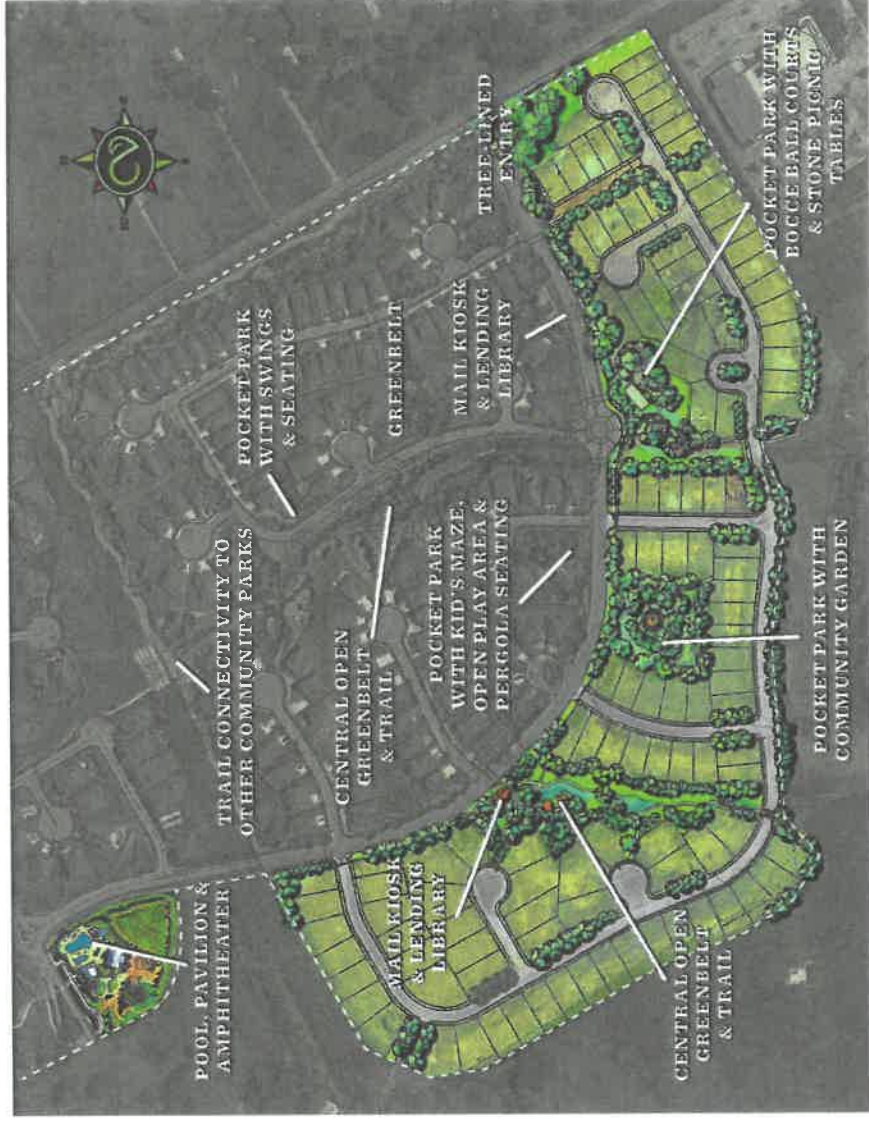 POOL, PAVILION &
AMPHITHEATER
TRAIL CONNECTIVITY TO
OTHER COMMUNITY PARKS
POCKET PARK
WITH SWINGS
& SEATING
CENTRAL OPEN
GREENBELT
& TRAIL
GREENBELT
MAIL KIOSK
& LENDING
LIBRARY
POCKET PARK
WITH KID'S MAZE,
OPEN PLAY AREA &
PERGOLA SEATING
MAIL KIOSK
& LENDING
LIBRARY
TREE-LINED
ENTRY
CENTRAL OPEN
GREENBELT
& TRAIL
POCKET PARK WITH
COMMUNITY GARDEN
POCKET PARK WITH
BOCCE BALL COURTS
& STONE PICNIC
TABLES